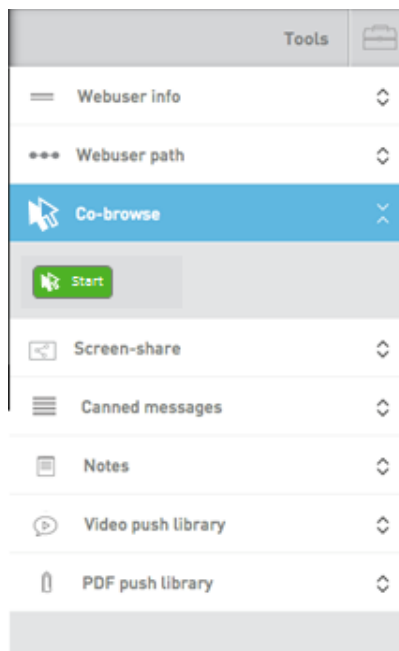 Tools
Webuser info
Webuser path
Co-browse
Start
Screen-share
Canned messages
Notes
Video push library
PDF push library